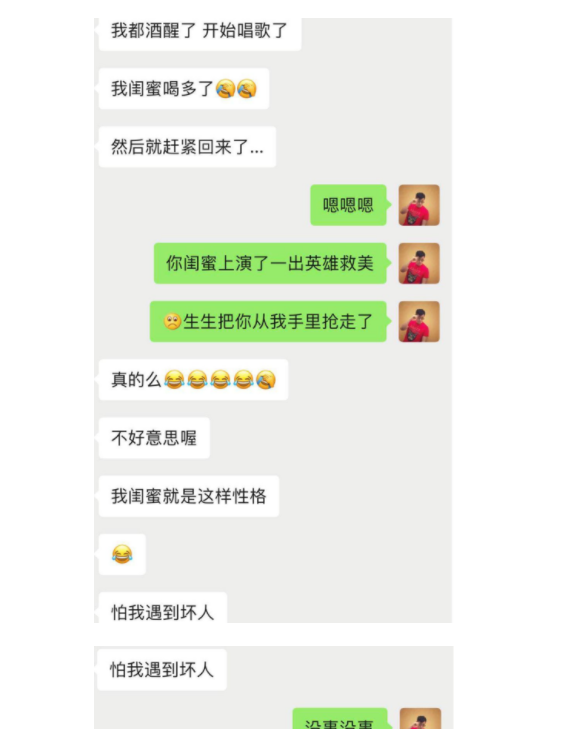 我都酒醒了 开始唱歌了
我闺蜜喝多了🤣🤣
然后就赶紧回来了...
嗯嗯嗯
你闺蜜上演了一出英雄救美
🥺生生把你从我手里抢走了
真的么😂😂😂😂🤣
不好意思喔
我闺蜜就是这样性格
😂
怕我遇到坏人
怕我遇到坏人
没事没事